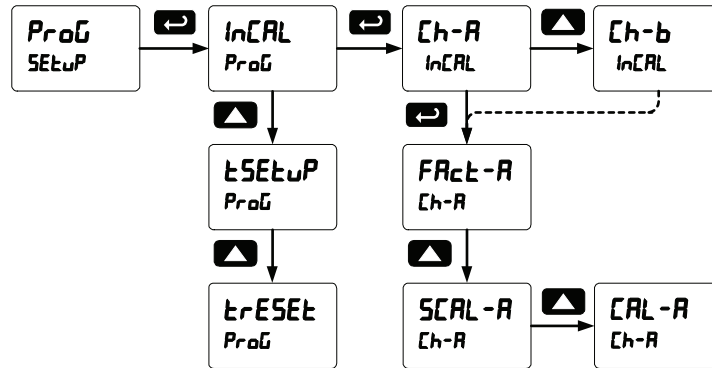 ProG
SEtuP
InCAL
ProG
Ch-A
InCAL
Ch-b
InCAL
tSEtuP
ProG
FAct-A
Ch-A
trESEt
ProG
SCAL-A
Ch-A
CAL-A
Ch-A